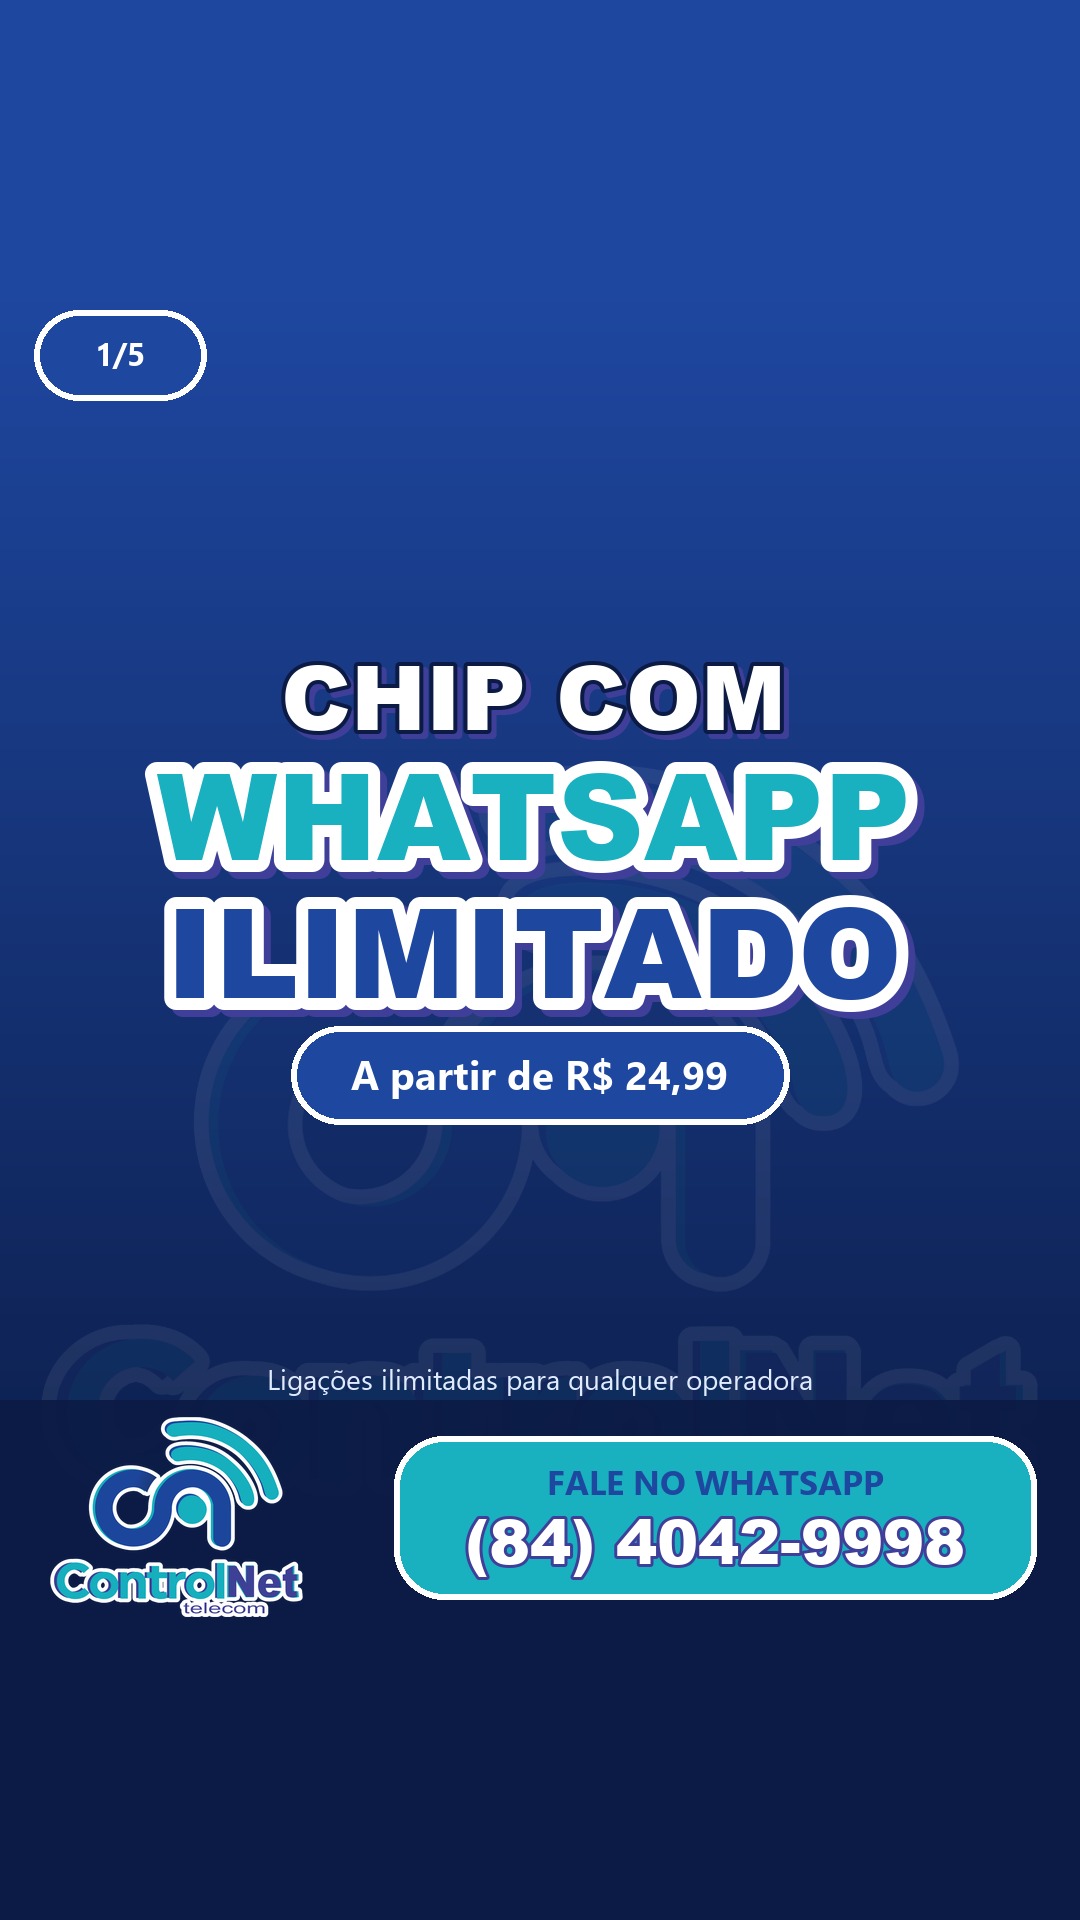 1/5
CHIP COM
WHATSAPP
ILIMITADO
A partir de R$ 24,99
Ligações ilimitadas para qualquer operadora
FALE NO WHATSAPP
(84) 4042-9998
ControlNet
telecom